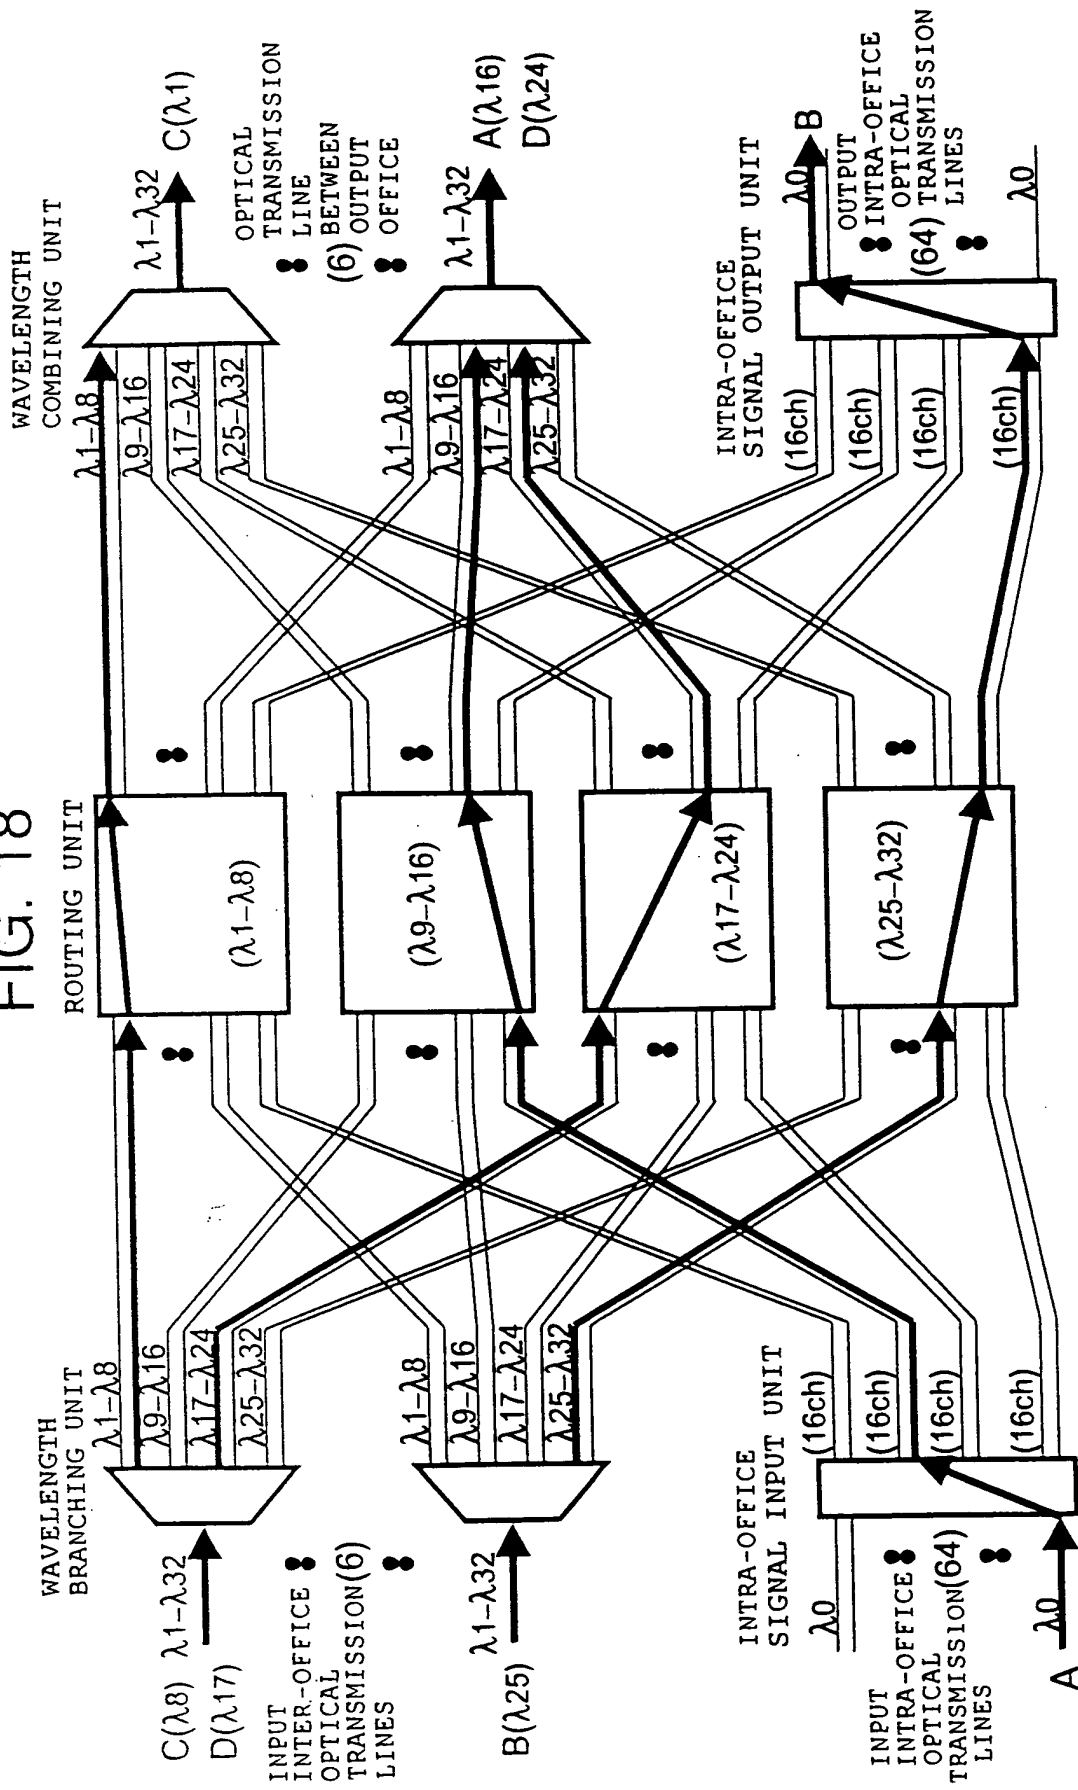 FIG. 18
WAVELENGTH
BRANCHING UNIT
ROUTING UNIT
WAVELENGTH
COMBINING UNIT
C(λ8) λ1–λ32
D(λ17)
λ1–λ8
λ9–λ16
λ17–λ24
λ25–λ32
INPUT
INTER-OFFICE
OPTICAL
TRANSMISSION(6)
LINES
λ1–λ32
B(λ25)
λ1–λ8
λ9–λ16
λ17–λ24
λ25–λ32
INTRA-OFFICE
SIGNAL INPUT UNIT
λ0
(16ch)
(16ch)
(16ch)
(16ch)
INPUT
INTRA-OFFICE
OPTICAL
TRANSMISSION(64)
LINES
λ0
A
(λ1–λ8)
(λ9–λ16)
(λ17–λ24)
(λ25–λ32)
λ1–λ8
λ9–λ16
λ17–λ24
λ25–λ32
λ1–λ32
C(λ1)
OPTICAL
TRANSMISSION
LINE
(6) BETWEEN
OUTPUT
OFFICE
λ1–λ8
λ9–λ16
λ17–λ24
λ25–λ32
λ1–λ32
A(λ16)
D(λ24)
INTRA-OFFICE
SIGNAL OUTPUT UNIT
(16ch)
(16ch)
(16ch)
(16ch)
λ0
B
OUTPUT
INTRA-OFFICE
OPTICAL
(64) TRANSMISSION
LINES
λ0